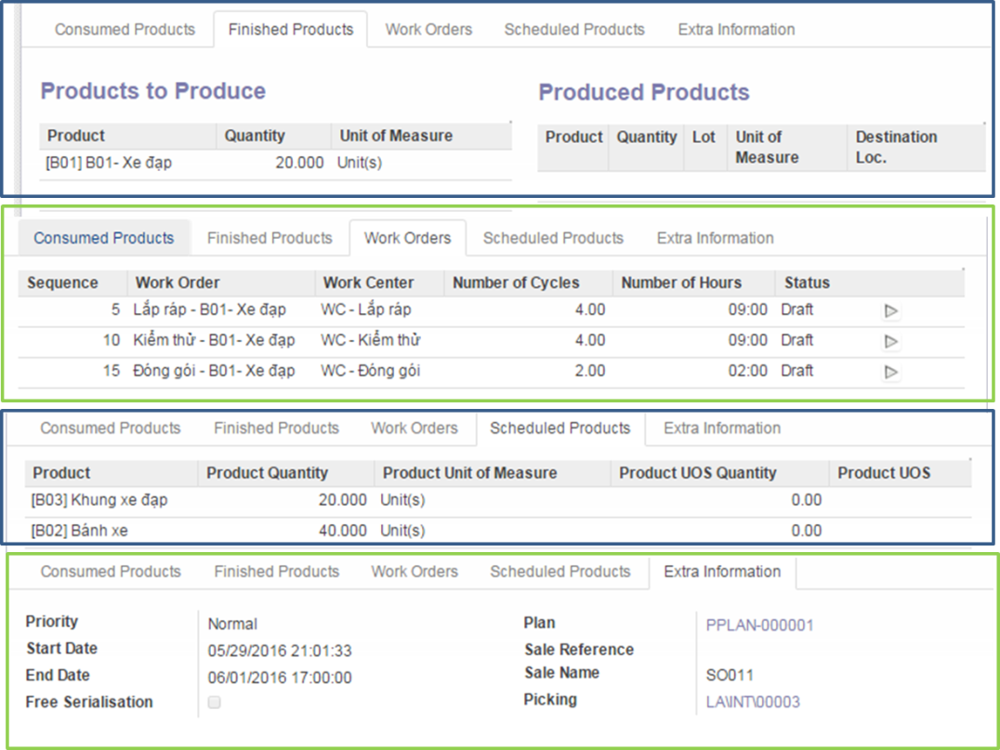 Consumed Products Finished Products Work Orders Scheduled Products Extra Information
Products to Produce
Product Quantity Unit of Measure
[B01] B01- Xe đạp 20.000 Unit(s)
Produced Products
Product Quantity Lot Unit of Measure Destination Loc.
Consumed Products Finished Products Work Orders Scheduled Products Extra Information
Sequence Work Order Work Center Number of Cycles Number of Hours Status
5 Lắp ráp - B01- Xe đạp WC - Lắp ráp 4.00 09:00 Draft
10 Kiểm thử - B01- Xe đạp WC - Kiểm thử 4.00 09:00 Draft
15 Đóng gói - B01- Xe đạp WC - Đóng gói 2.00 02:00 Draft
Consumed Products Finished Products Work Orders Scheduled Products Extra Information
Product Product Quantity Product Unit of Measure Product UOS Quantity Product UOS
[B03] Khung xe đạp 20.000 Unit(s) 0.00
[B02] Bánh xe 40.000 Unit(s) 0.00
Consumed Products Finished Products Work Orders Scheduled Products Extra Information
Priority Normal
Start Date 05/29/2016 21:01:33
End Date 06/01/2016 17:00:00
Free Serialisation
Plan PPLAN-000001
Sale Reference
Sale Name SO011
Picking LA\INT\00003